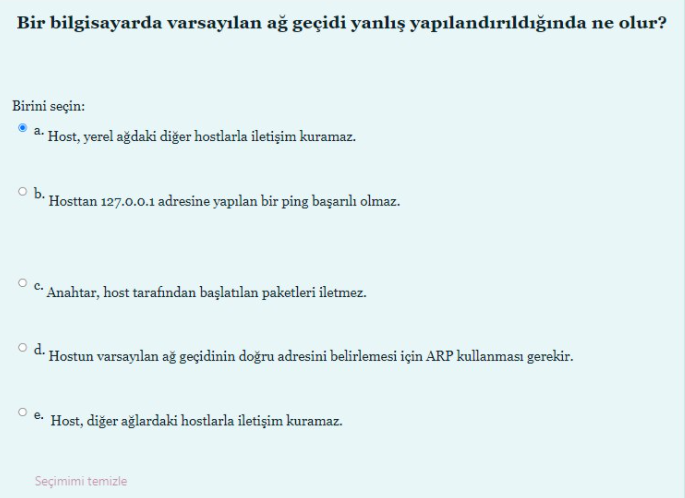 Bir bilgisayarda varsayılan ağ geçidi yanlış yapılandırıldığında ne olur?
Birini seçin:
a. Host, yerel ağdaki diğer hostlarla iletişim kuramaz.
b. Hosttan 127.0.0.1 adresine yapılan bir ping başarılı olmaz.
c. Anahtar, host tarafından başlatılan paketleri iletmez.
d. Hostun varsayılan ağ geçidinin doğru adresini belirlemesi için ARP kullanması gerekir.
e. Host, diğer ağlardaki hostlarla iletişim kuramaz.
Seçimimi temizle